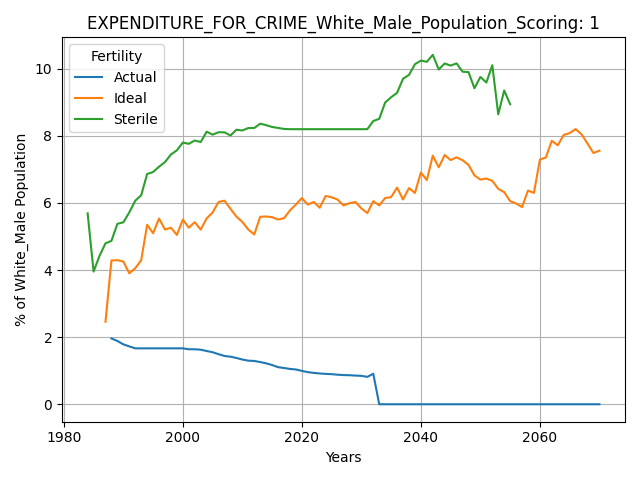 EXPENDITURE_FOR_CRIME_White_Male_Population_Scoring: 1
Fertility
Actual
Ideal
Sterile
% of White_Male Population
10
8
6
4
2
0
1980 2000 2020 2040 2060
Years